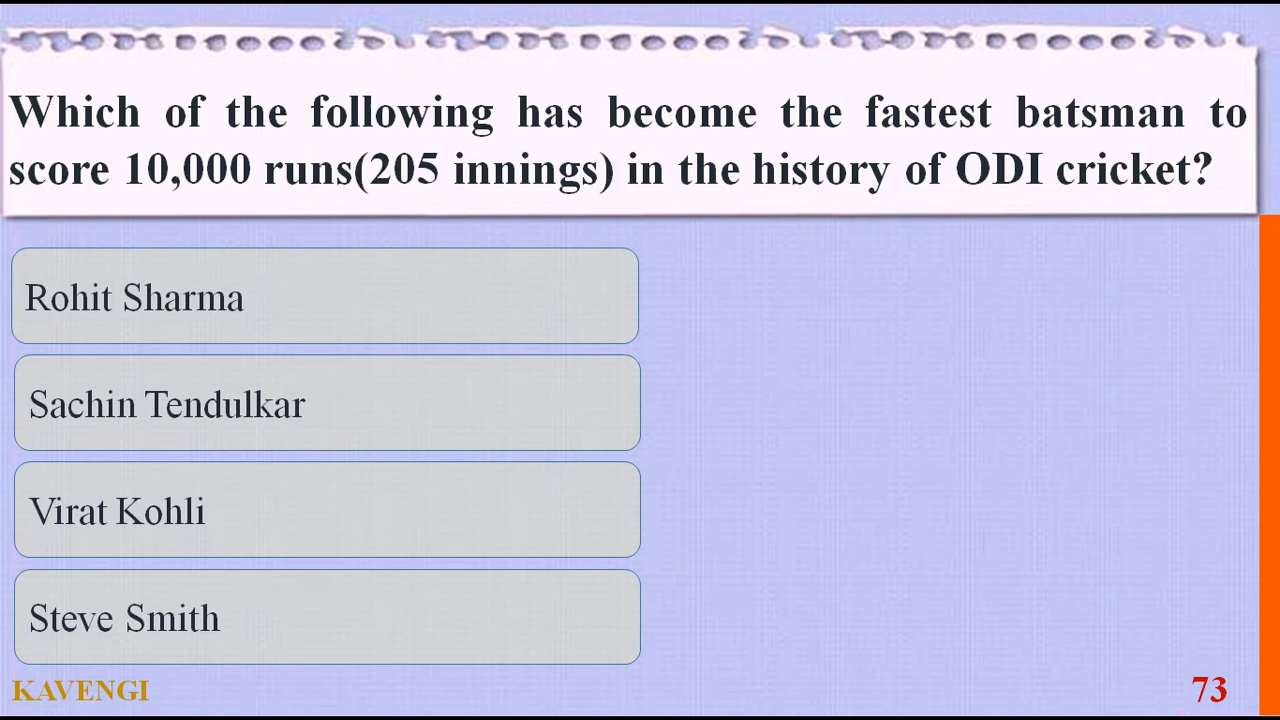 Which of the following has become the fastest batsman to
score 10,000 runs(205 innings) in the history of ODI cricket?
Rohit Sharma
Sachin Tendulkar
Virat Kohli
Steve Smith
KAVENGI
73